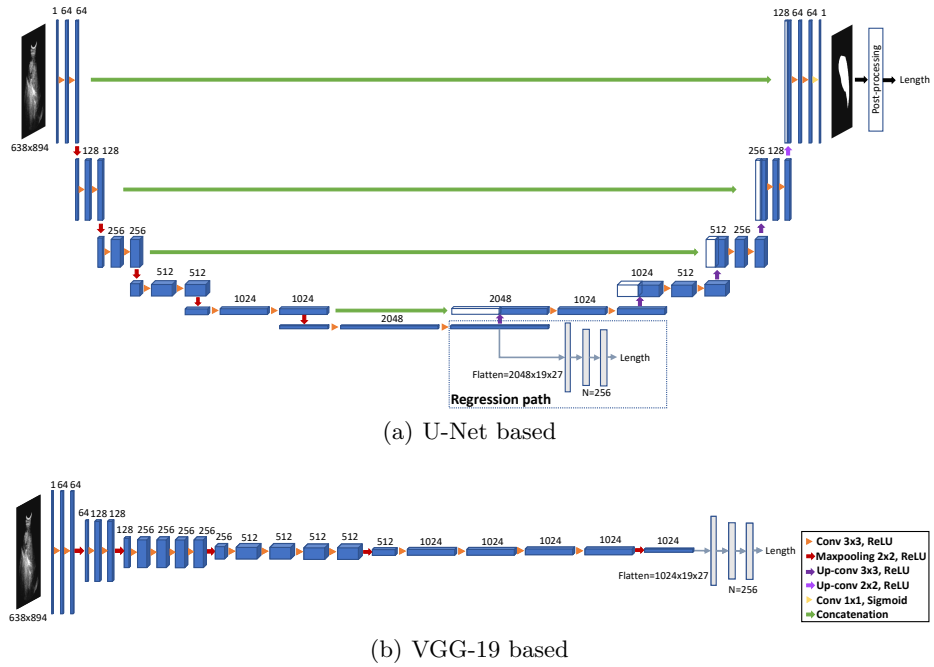 1 64 64
128 64 64 1
Post-processing
Length
638x894
128 128
256 128
256 256
512 256
512 512
1024 512
1024 1024
2048 1024
2048
Length
Flatten=2048x19x27
N=256
Regression path
(a) U-Net based
1 64 64
64 128 128
128 256 256 256 256
256 512 512 512 512
512 1024 1024 1024 1024
1024
Length
Flatten=1024x19x27
N=256
638x894
Conv 3x3, ReLU
Maxpooling 2x2, ReLU
Up-conv 3x3, ReLU
Up-conv 2x2, ReLU
Conv 1x1, Sigmoid
Concatenation
(b) VGG-19 based